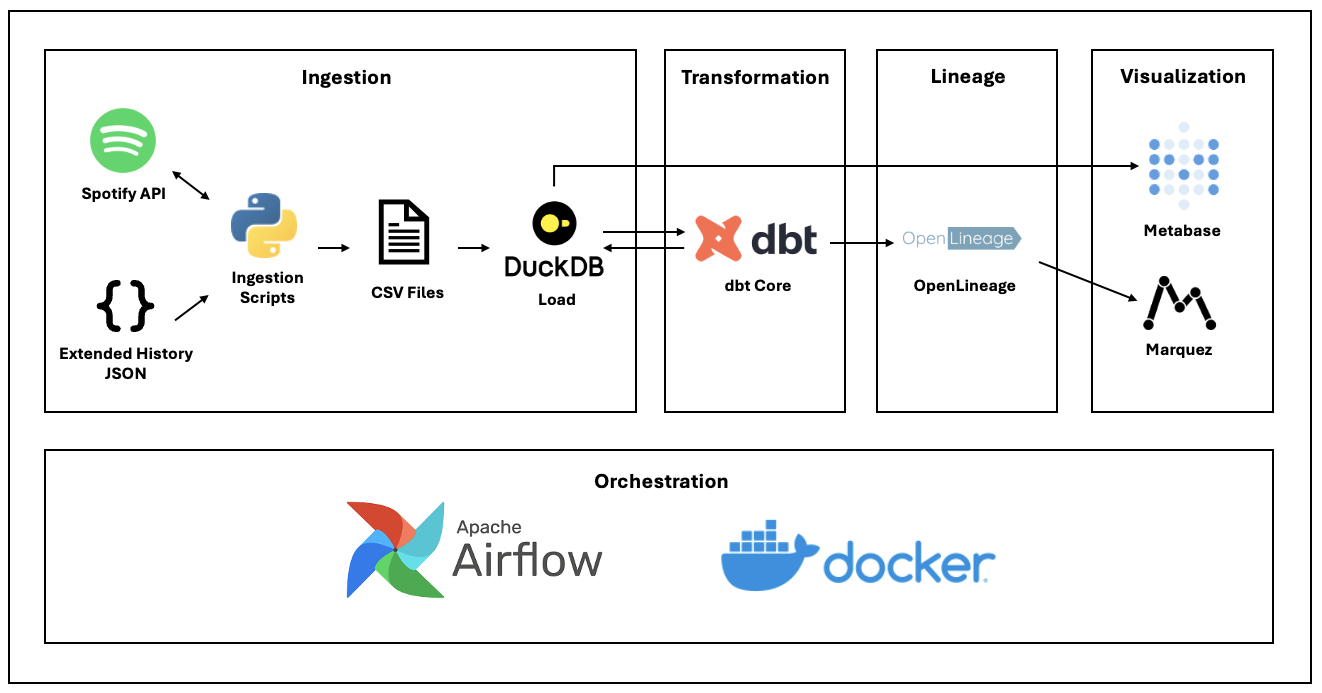 Ingestion
Spotify API
{ }
Extended History
JSON
Ingestion
Scripts
CSV Files
DuckDB
Load
Transformation
dbt
dbt Core
Lineage
OpenLineage
OpenLineage
Visualization
Metabase
Marquez
Orchestration
Apache
Airflow
docker